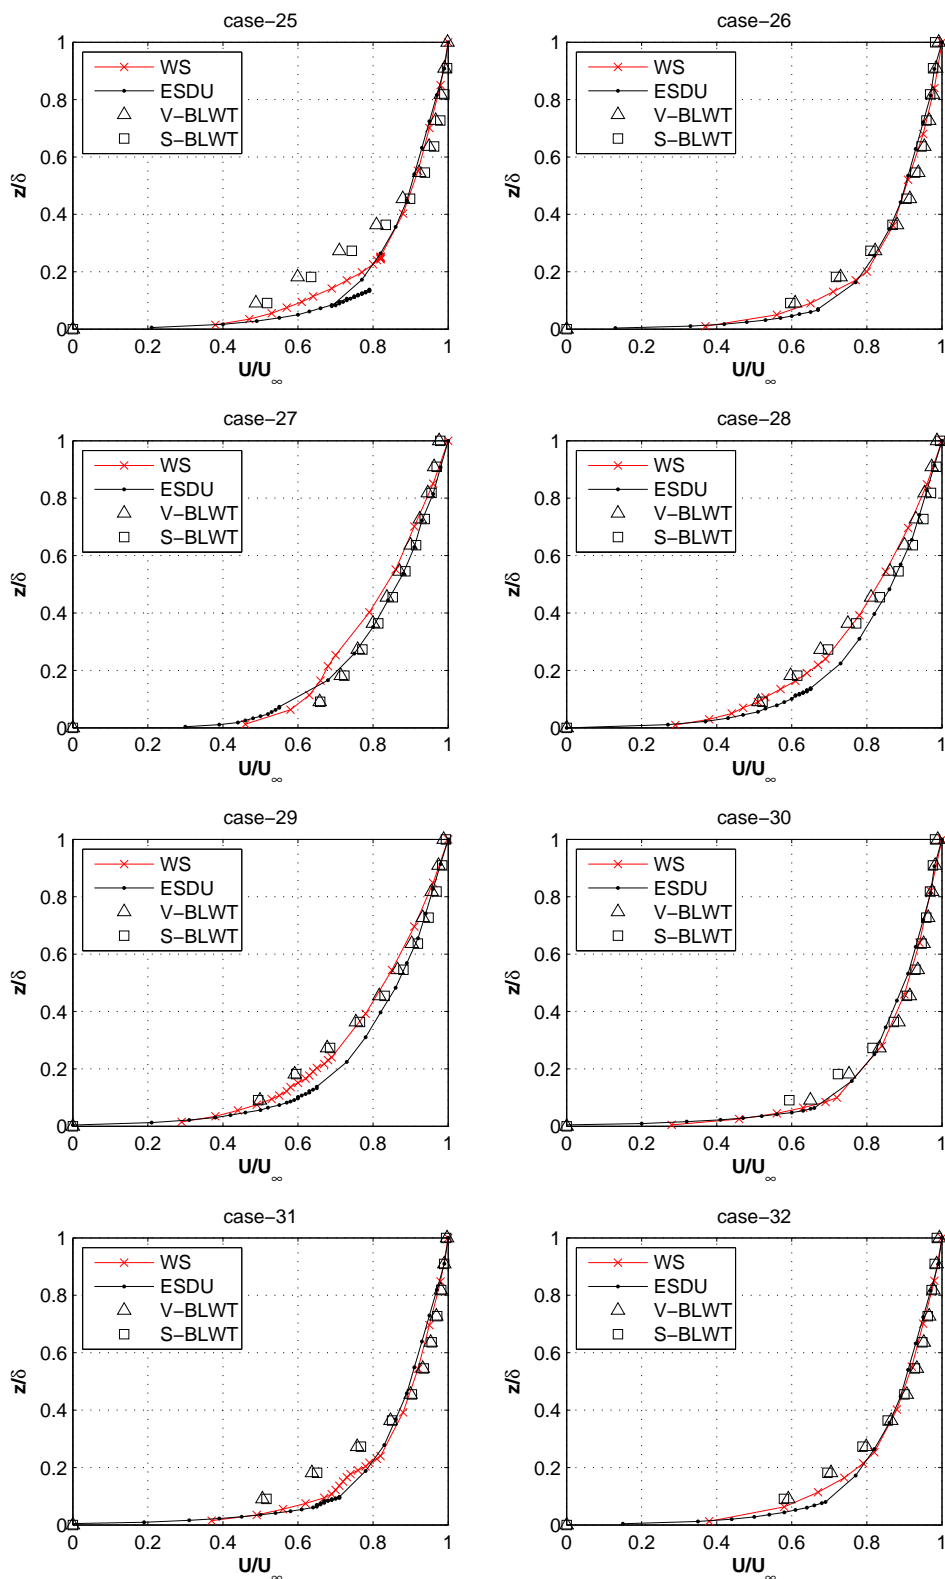 case-25
1
0.8
0.6
0.4
0.2
0
z/δ
WS
ESDU
V-BLWT
S-BLWT
0 0.2 0.4 0.6 0.8 1
U/U∞
case-26
1
0.8
0.6
0.4
0.2
0
z/δ
WS
ESDU
V-BLWT
S-BLWT
0 0.2 0.4 0.6 0.8 1
U/U∞
case-27
1
0.8
0.6
0.4
0.2
0
z/δ
WS
ESDU
V-BLWT
S-BLWT
0 0.2 0.4 0.6 0.8 1
U/U∞
case-28
1
0.8
0.6
0.4
0.2
0
z/δ
WS
ESDU
V-BLWT
S-BLWT
0 0.2 0.4 0.6 0.8 1
U/U∞
case-29
1
0.8
0.6
0.4
0.2
0
z/δ
WS
ESDU
V-BLWT
S-BLWT
0 0.2 0.4 0.6 0.8 1
U/U∞
case-30
1
0.8
0.6
0.4
0.2
0
z/δ
WS
ESDU
V-BLWT
S-BLWT
0 0.2 0.4 0.6 0.8 1
U/U∞
case-31
1
0.8
0.6
0.4
0.2
0
z/δ
WS
ESDU
V-BLWT
S-BLWT
0 0.2 0.4 0.6 0.8 1
U/U∞
case-32
1
0.8
0.6
0.4
0.2
0
z/δ
WS
ESDU
V-BLWT
S-BLWT
0 0.2 0.4 0.6 0.8 1
U/U∞